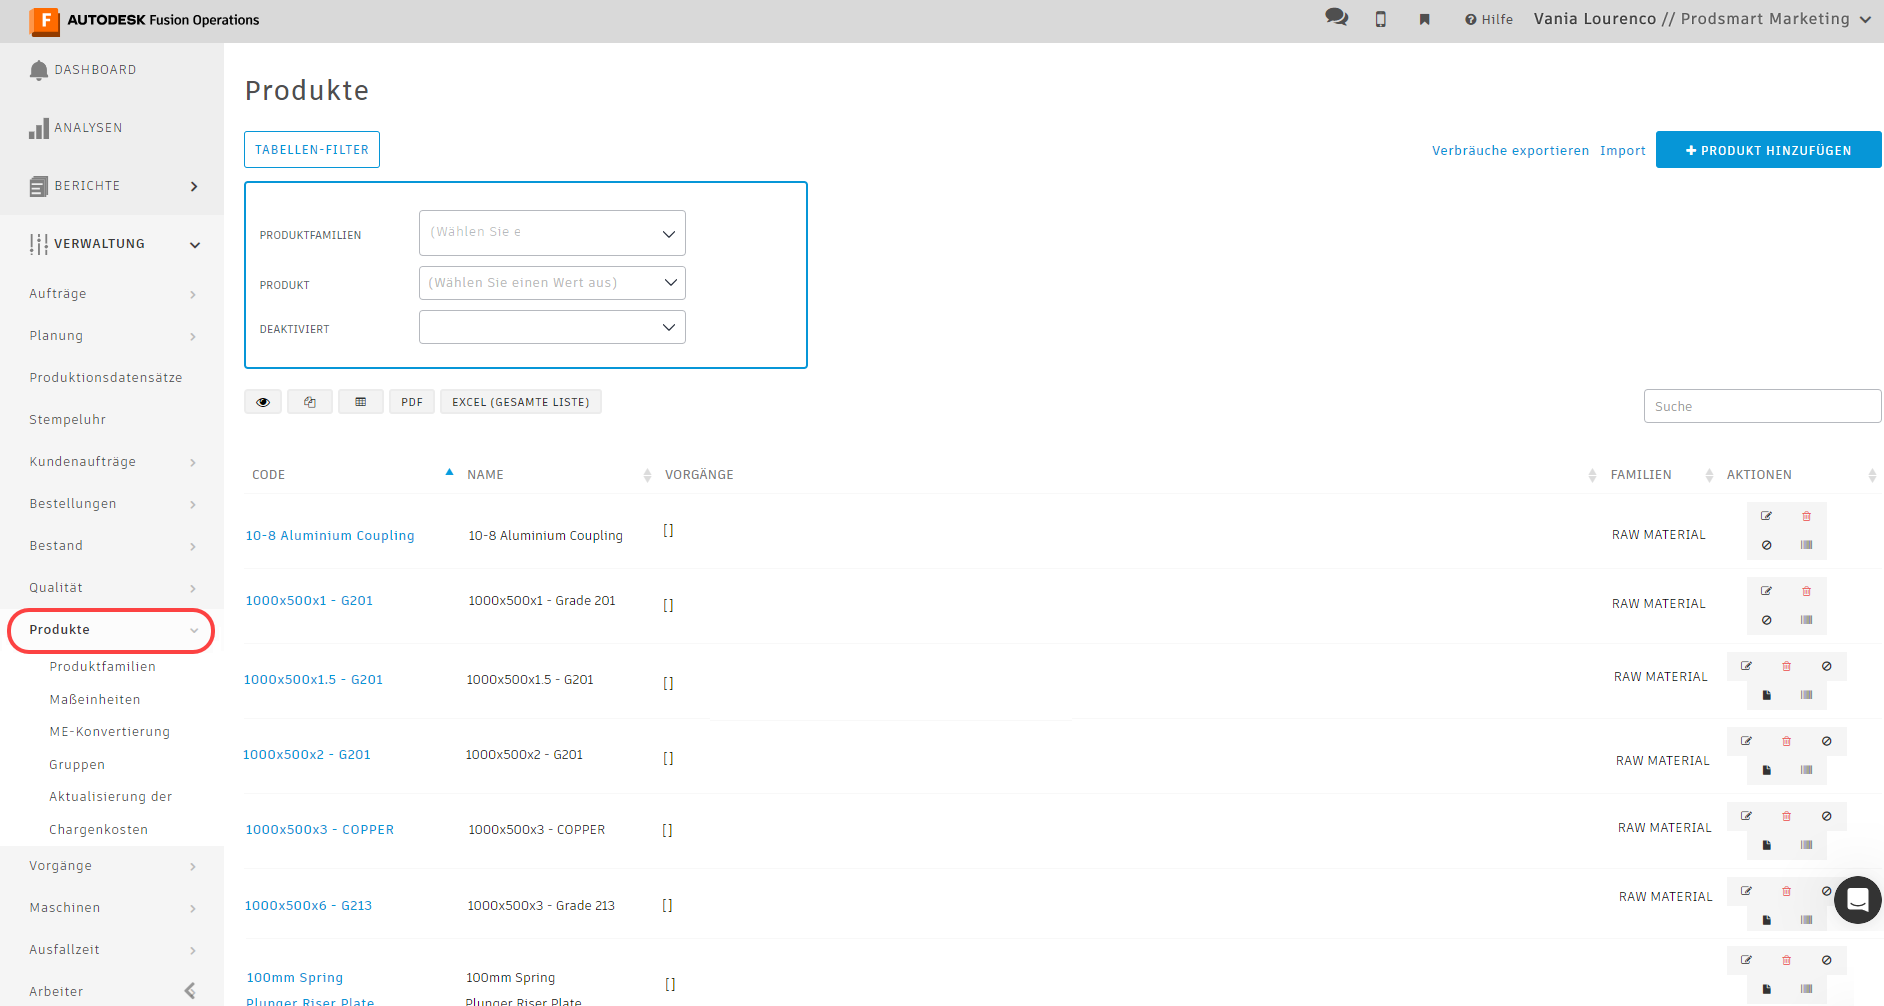 AUTODESK Fusion Operations
Hilfe
Vania Lourenco // Prodsmart Marketing
DASHBOARD
ANALYSEN
BERICHTE
VERWALTUNG
Aufträge
Planung
Produktionsdatensätze
Stempeluhr
Kundenaufträge
Bestellungen
Bestand
Qualität
Produkte
Produktfamilien
Maßeinheiten
ME-Konvertierung
Gruppen
Aktualisierung der
Chargenkosten
Vorgänge
Maschinen
Ausfallzeit
Arbeiter
Produkte
TABELLEN-FILTER
Verbräuche exportieren Import + PRODUKT HINZUFÜGEN
PRODUKTFAMILIEN (Wählen Sie e
PRODUKT (Wählen Sie einen Wert aus)
DEAKTIVIERT
PDF EXCEL (GESAMTE LISTE)
Suche
CODE NAME VORGÄNGE FAMILIEN AKTIONEN
10-8 Aluminium Coupling 10-8 Aluminium Coupling [] RAW MATERIAL
1000x500x1 - G201 1000x500x1 - Grade 201 [] RAW MATERIAL
1000x500x1.5 - G201 1000x500x1.5 - G201 [] RAW MATERIAL
1000x500x2 - G201 1000x500x2 - G201 [] RAW MATERIAL
1000x500x3 - COPPER 1000x500x3 - COPPER [] RAW MATERIAL
1000x500x6 - G213 1000x500x3 - Grade 213 [] RAW MATERIAL
100mm Spring 100mm Spring []
Plunger Riser Plate Plunger Riser Plate